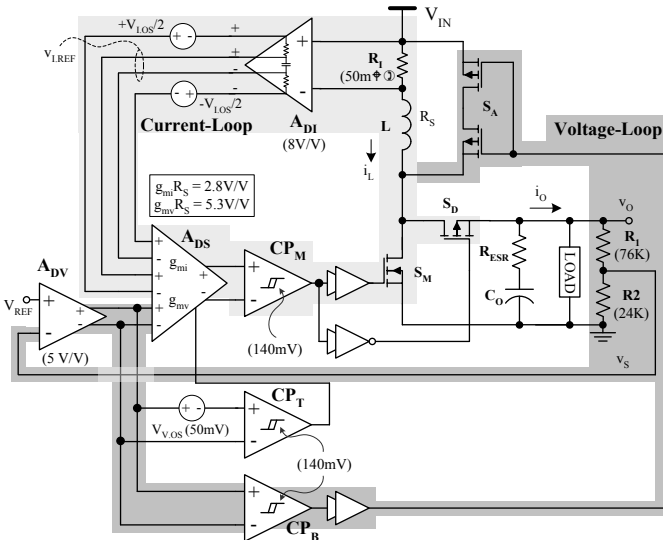 +V_I.OS/2
V_IN
v_I.REF
R_I
(50m⌖①)
S_A
-V_I.OS/2
L
R_S
Current-Loop
A_DI
(8V/V)
Voltage-Loop
i_L
g_mi R_S = 2.8V/V
g_mv R_S = 5.3V/V
S_D
i_O
v_O
A_DS
CP_M
R_ESR
R_1
(76K)
A_DV
g_mi
S_M
LOAD
V_REF
g_mv
C_O
R2
(24K)
(5 V/V)
(140mV)
v_S
CP_T
V_V.OS (50mV)
(140mV)
CP_B